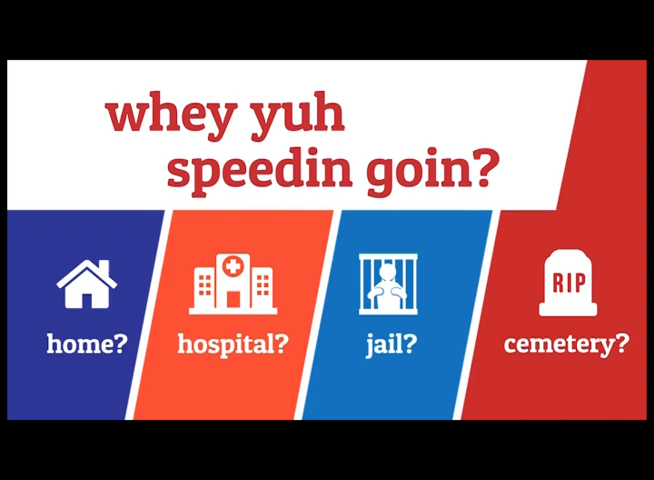 whey yuh
speedin goin?
home?
hospital?
jail?
RIP
cemetery?